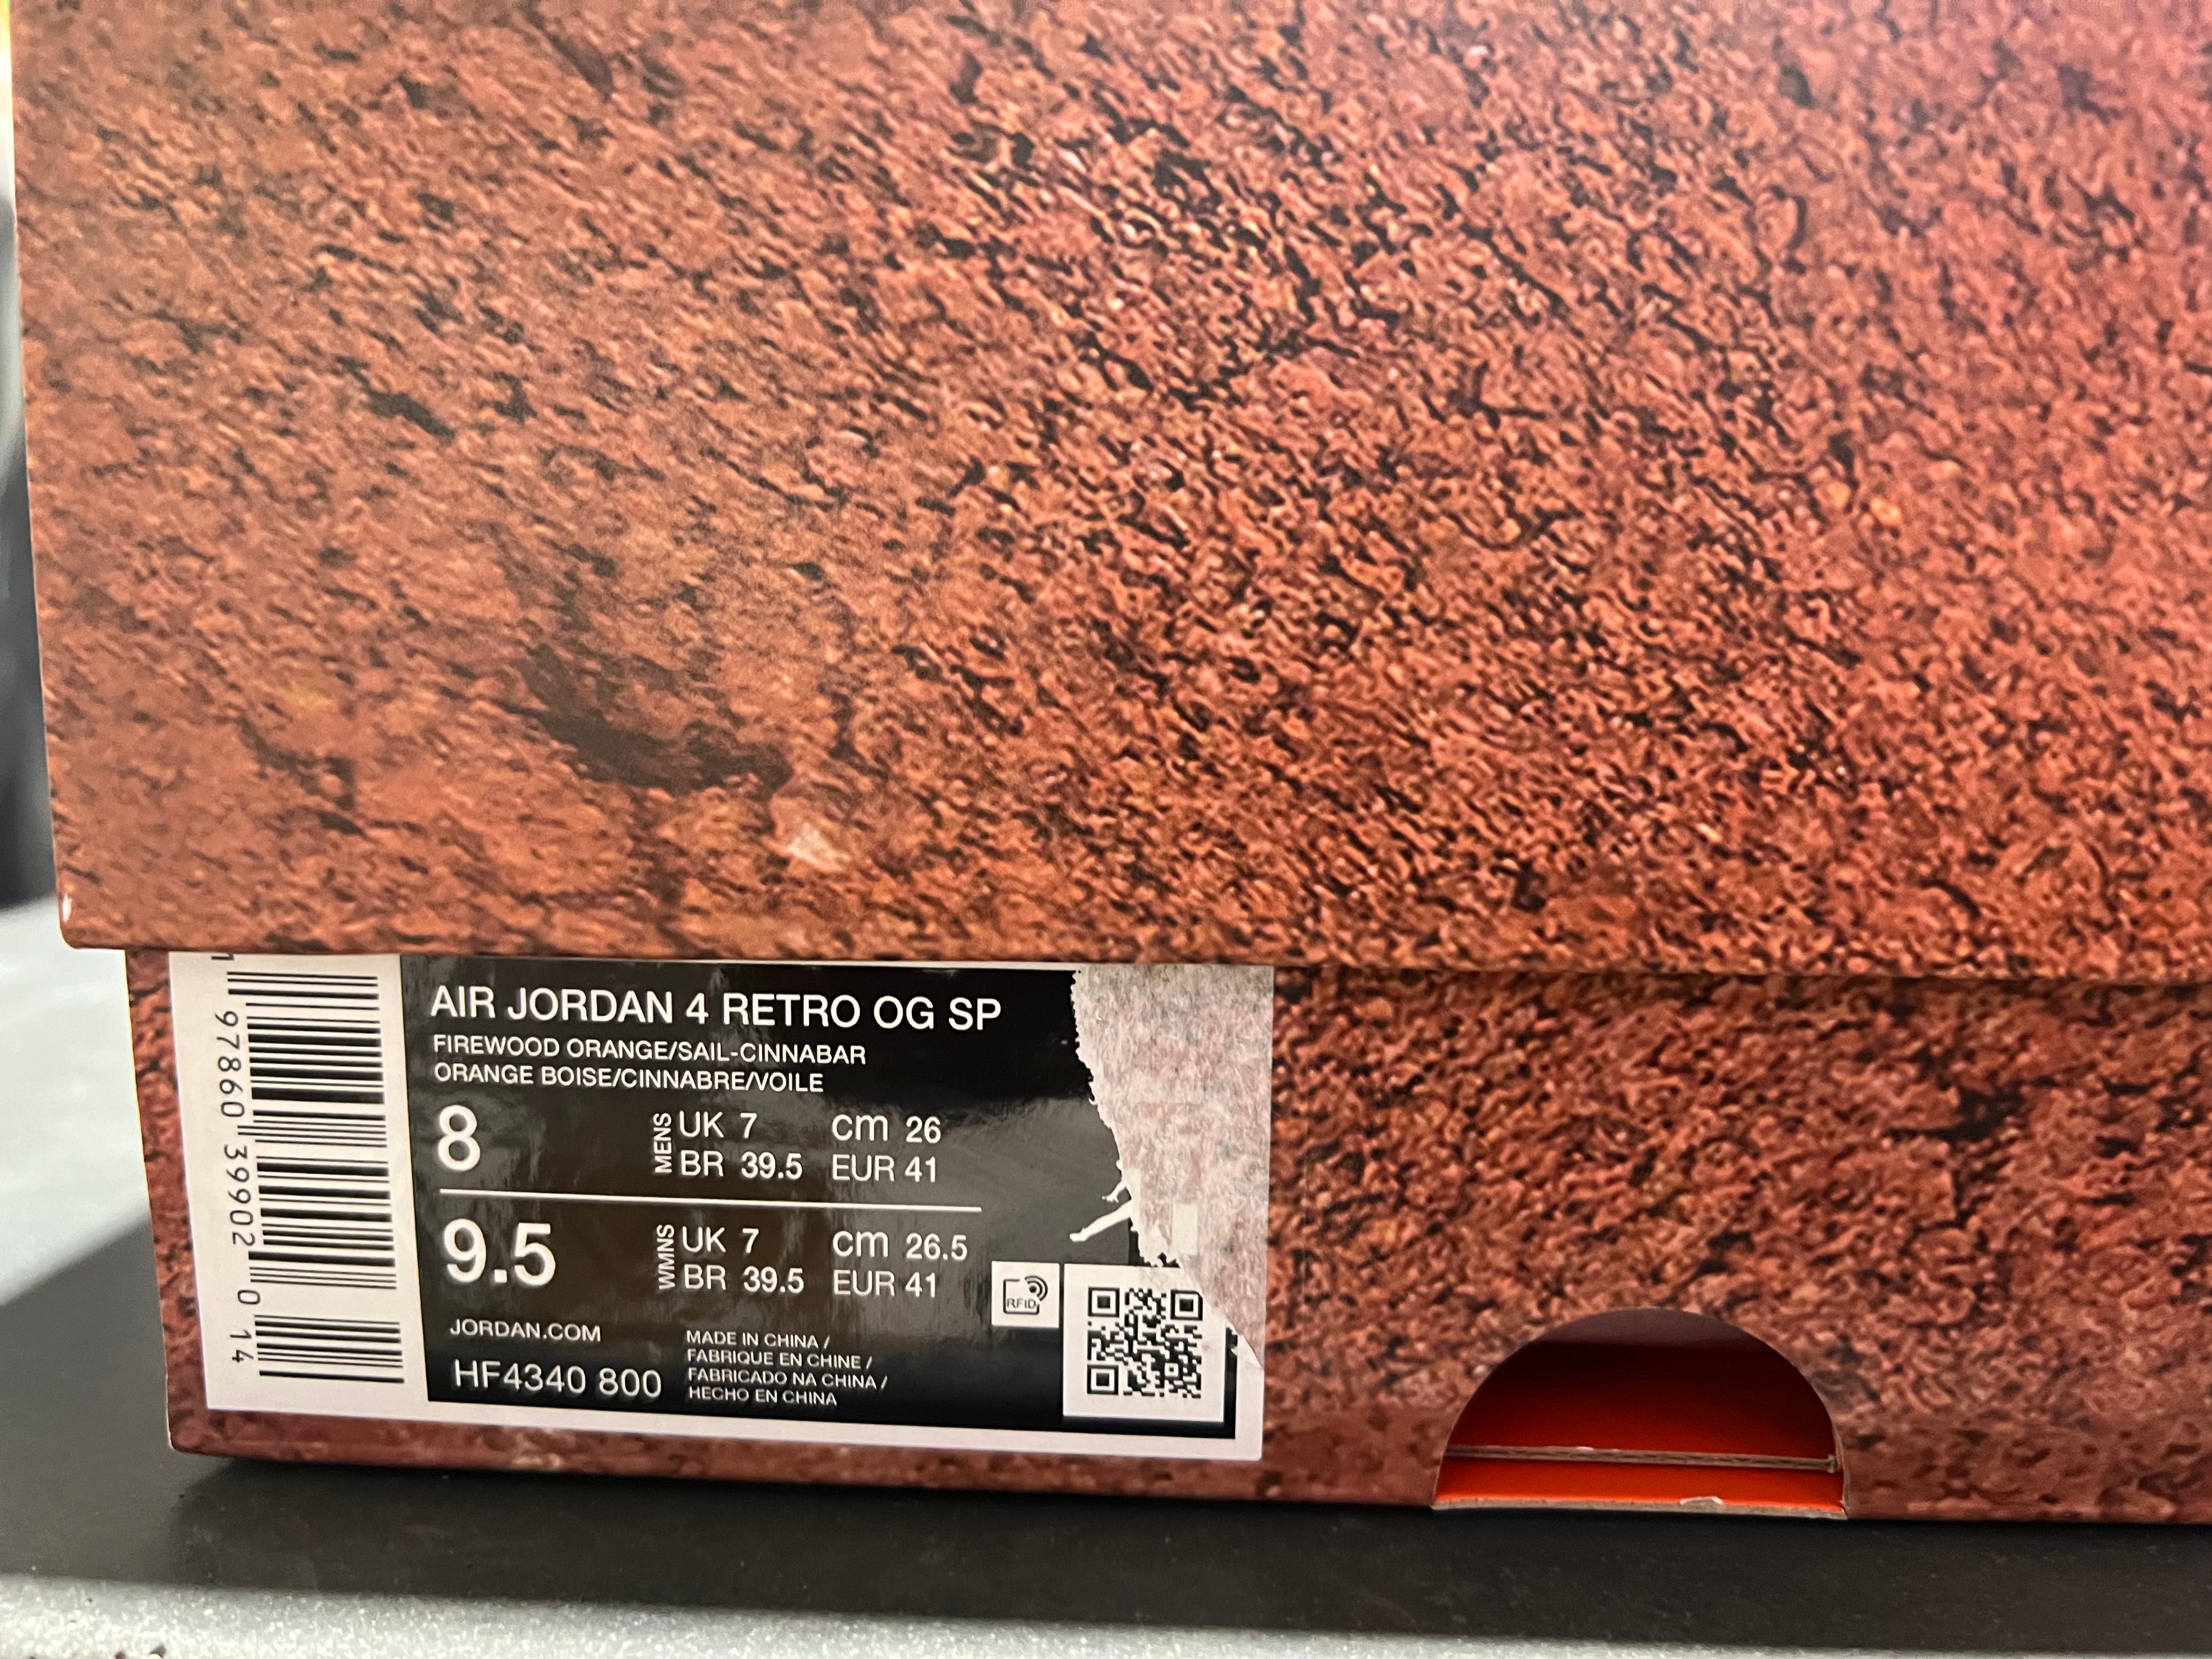 1 97860 39902 0 14
AIR JORDAN 4 RETRO OG SP
FIREWOOD ORANGE/SAIL-CINNABAR
ORANGE BOISE/CINNABRE/VOILE
8 MENS UK 7 cm 26
BR 39.5 EUR 41
9.5 WMNS UK 7 cm 26.5
BR 39.5 EUR 41
RFID
JORDAN.COM
HF4340 800
MADE IN CHINA /
FABRIQUE EN CHINE /
FABRICADO NA CHINA /
HECHO EN CHINA